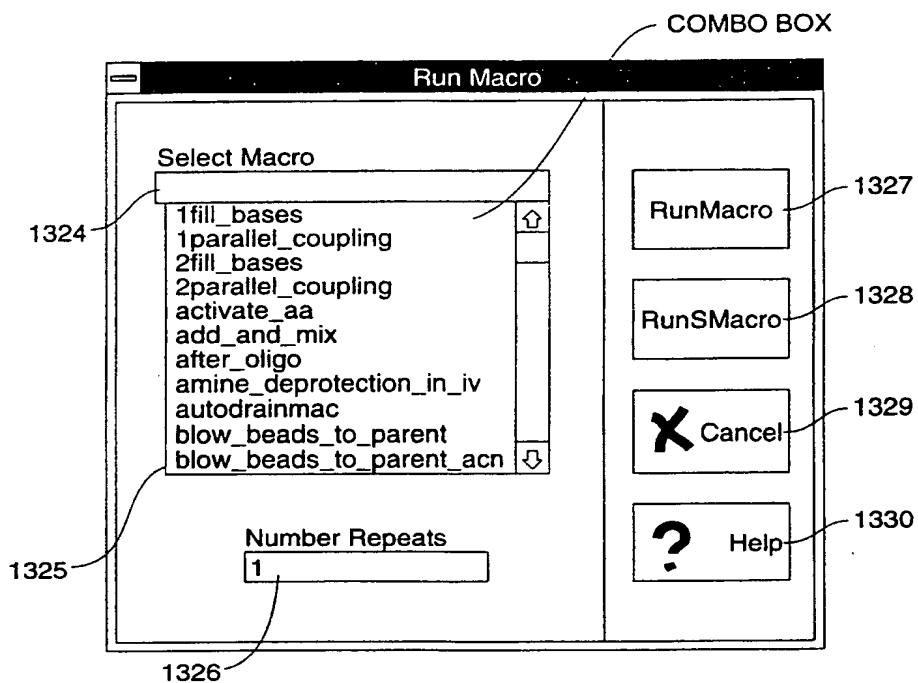 COMBO BOX
Run Macro
Select Macro
1324
1fill_bases
1parallel_coupling
2fill_bases
2parallel_coupling
activate_aa
add_and_mix
after_oligo
amine_deprotection_in_iv
autodrainmac
blow_beads_to_parent
blow_beads_to_parent_acn
1325
Number Repeats
1
1326
RunMacro
1327
RunSMacro
1328
Cancel
1329
? Help
1330